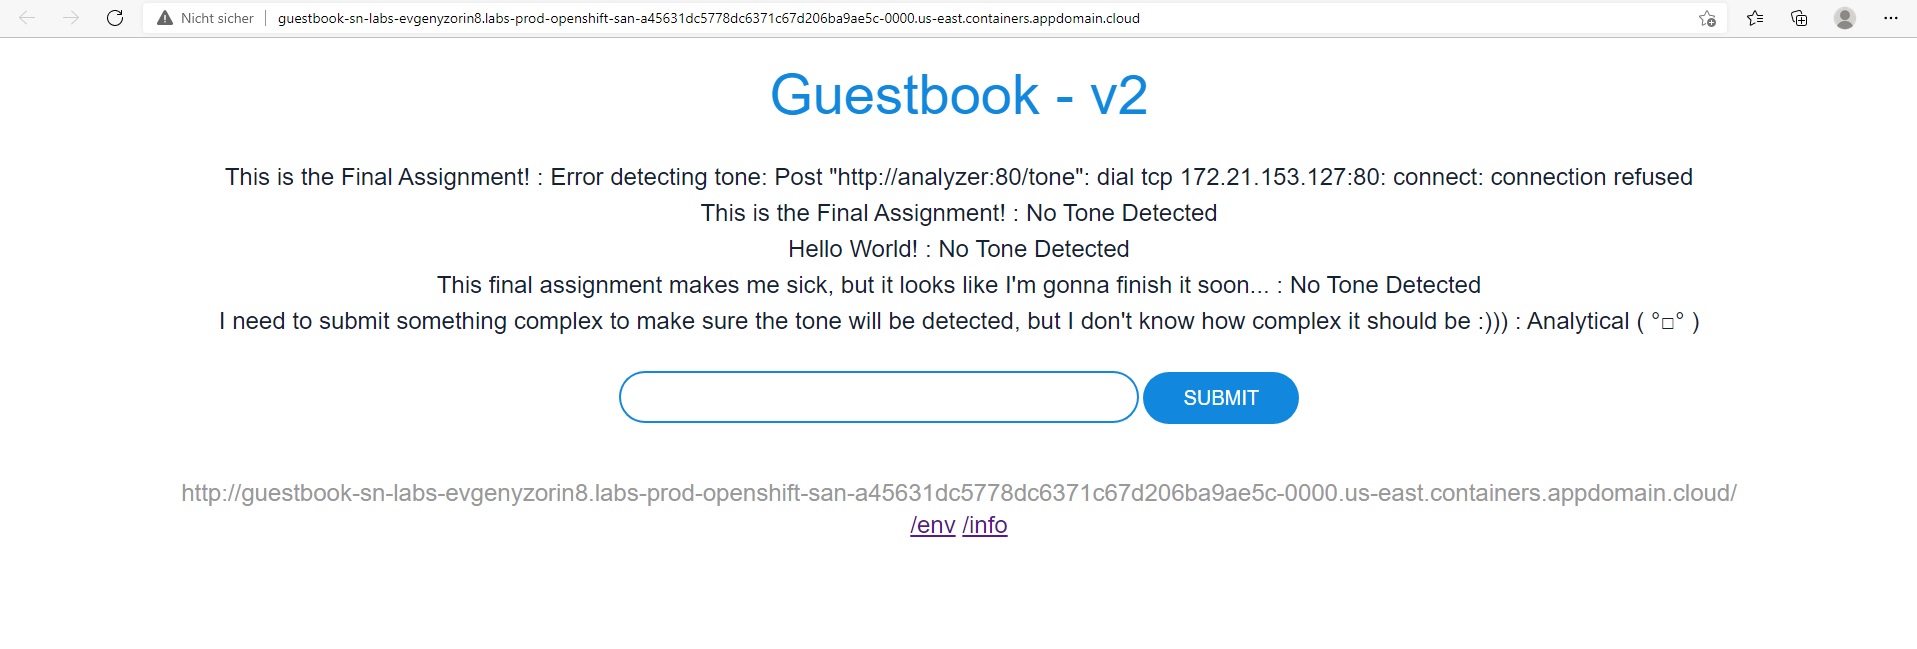 Nicht sicher guestbook-sn-labs-evgenyzorin8.labs-prod-openshift-san-a45631dc5778dc6371c67d206ba9ae5c-0000.us-east.containers.appdomain.cloud
Guestbook - v2
This is the Final Assignment! : Error detecting tone: Post "http://analyzer:80/tone": dial tcp 172.21.153.127:80: connect: connection refused
This is the Final Assignment! : No Tone Detected
Hello World! : No Tone Detected
This final assignment makes me sick, but it looks like I'm gonna finish it soon... : No Tone Detected
I need to submit something complex to make sure the tone will be detected, but I don't know how complex it should be :))) : Analytical ( °□° )
SUBMIT
http://guestbook-sn-labs-evgenyzorin8.labs-prod-openshift-san-a45631dc5778dc6371c67d206ba9ae5c-0000.us-east.containers.appdomain.cloud/
/env /info